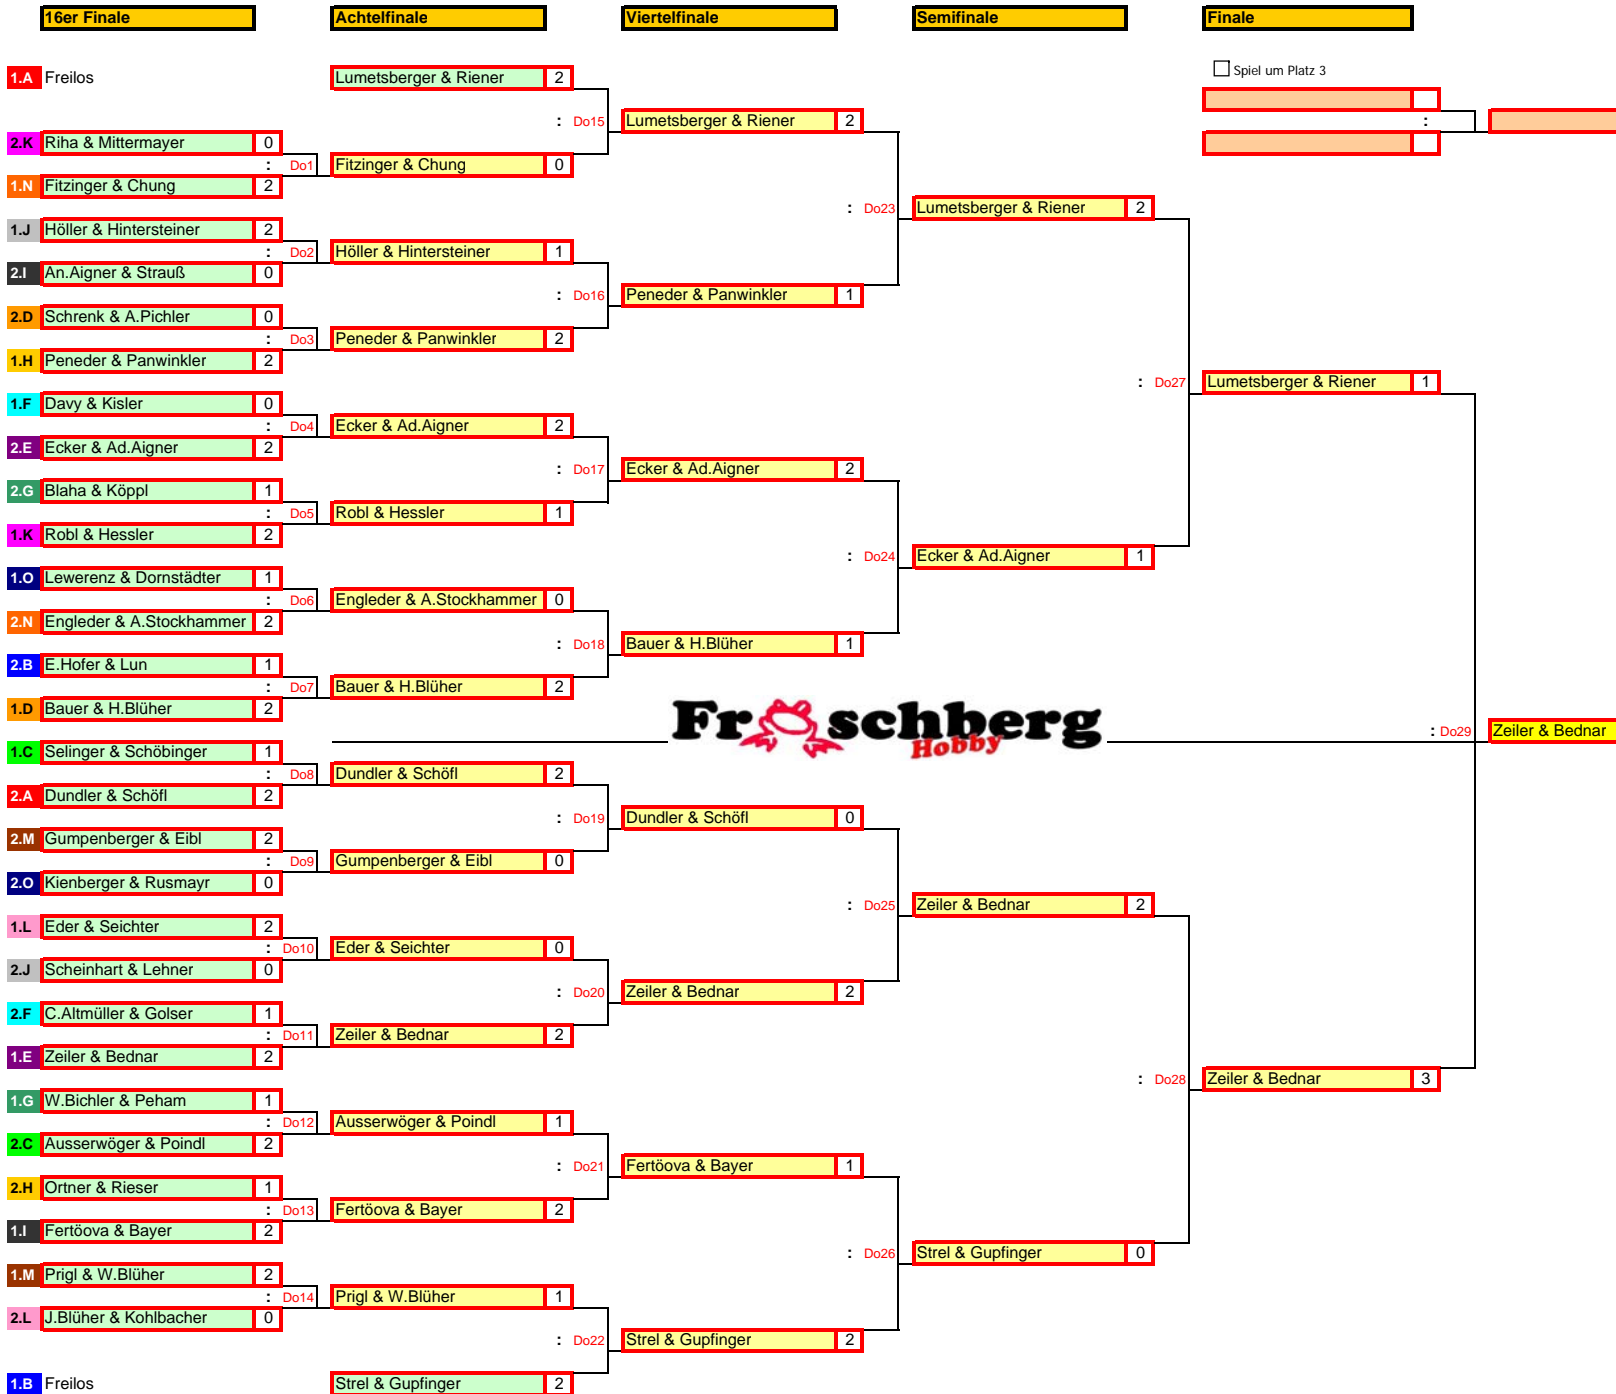 16er Finale Achtelfinale Viertelfinale Semifinale Finale
1.A Freilos Lumetsberger & Riener 2 Spiel um Platz 3
: Do15 Lumetsberger & Riener 2 :
2.K Riha & Mittermayer 0
: Do1 Fitzinger & Chung 0
1.N Fitzinger & Chung 2
: Do23 Lumetsberger & Riener 2
1.J Höller & Hintersteiner 2
: Do2 Höller & Hintersteiner 1
2.I An.Aigner & Strauß 0
: Do16 Peneder & Panwinkler 1
2.D Schrenk & A.Pichler 0
: Do3 Peneder & Panwinkler 2
1.H Peneder & Panwinkler 2
: Do27 Lumetsberger & Riener 1
1.F Davy & Kisler 0
: Do4 Ecker & Ad.Aigner 2
2.E Ecker & Ad.Aigner 2
: Do17 Ecker & Ad.Aigner 2
2.G Blaha & Köppl 1
: Do5 Robl & Hessler 1
1.K Robl & Hessler 2
: Do24 Ecker & Ad.Aigner 1
1.O Lewerenz & Dornstädter 1
: Do6 Engleder & A.Stockhammer 0
2.N Engleder & A.Stockhammer 2
: Do18 Bauer & H.Blüher 1
2.B E.Hofer & Lun 1
: Do7 Bauer & H.Blüher 2
1.D Bauer & H.Blüher 2
Froschberg
Hobby
: Do29 Zeiler & Bednar
1.C Selinger & Schöbinger 1
: Do8 Dundler & Schöfl 2
2.A Dundler & Schöfl 2
: Do19 Dundler & Schöfl 0
2.M Gumpenberger & Eibl 2
: Do9 Gumpenberger & Eibl 0
2.O Kienberger & Rusmayr 0
: Do25 Zeiler & Bednar 2
1.L Eder & Seichter 2
: Do10 Eder & Seichter 0
2.J Scheinhart & Lehner 0
: Do20 Zeiler & Bednar 2
2.F C.Altmüller & Golser 1
: Do11 Zeiler & Bednar 2
1.E Zeiler & Bednar 2
: Do28 Zeiler & Bednar 3
1.G W.Bichler & Peham 1
: Do12 Ausserwöger & Poindl 1
2.C Ausserwöger & Poindl 2
: Do21 Fertöova & Bayer 1
2.H Ortner & Rieser 1
: Do13 Fertöova & Bayer 2
1.I Fertöova & Bayer 2
: Do26 Strel & Gupfinger 0
1.M Prigl & W.Blüher 2
: Do14 Prigl & W.Blüher 1
2.L J.Blüher & Kohlbacher 0
: Do22 Strel & Gupfinger 2
1.B Freilos Strel & Gupfinger 2